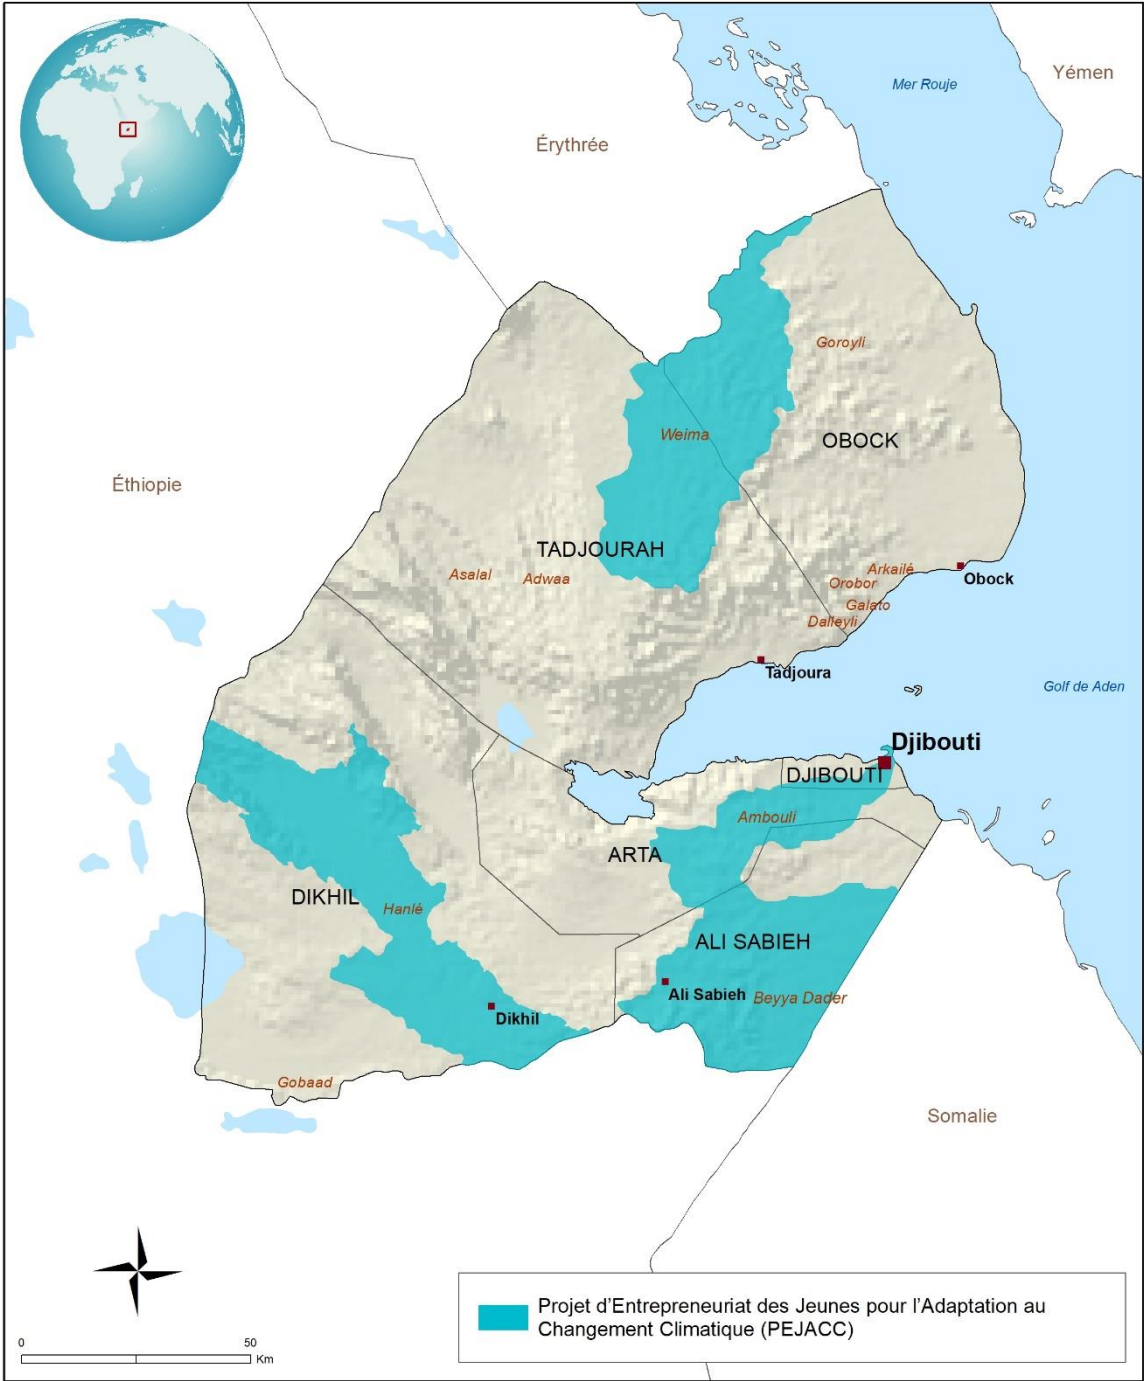 Mer Rouje
Yémen
Érythrée
Goroyli
Weima
OBOCK
Éthiopie
TADJOURAH
Asalal
Adwaa
Arkailé
Orobor
Obock
Galato
Dalleyli
Tadjoura
Golf de Aden
Djibouti
DJIBOUTI
Ambouli
ARTA
DIKHIL
Hanlé
ALI SABIEH
Ali Sabieh
Beyya Dader
Dikhil
Gobaad
Somalie
Projet d'Entrepreneuriat des Jeunes pour l'Adaptation au
Changement Climatique (PEJACC)
0 50
Km